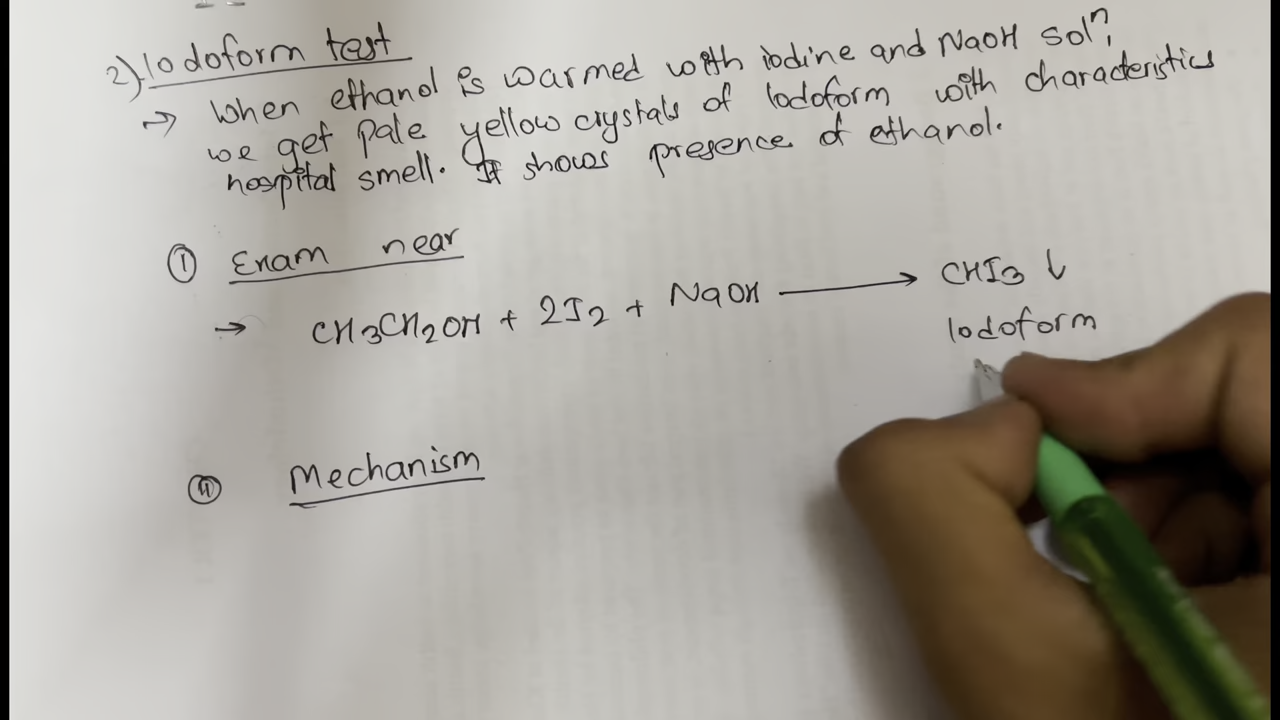 2) Iodoform test
→ When ethanol is warmed with iodine and NaOH solⁿ,
we get pale yellow crystals of Iodoform with characteristics
hospital smell. It shows presence of ethanol.
① Exam near
→ CH3CH2OH + 2I2 + NaOH ⟶ CHI3 ↓
Iodoform
② Mechanism